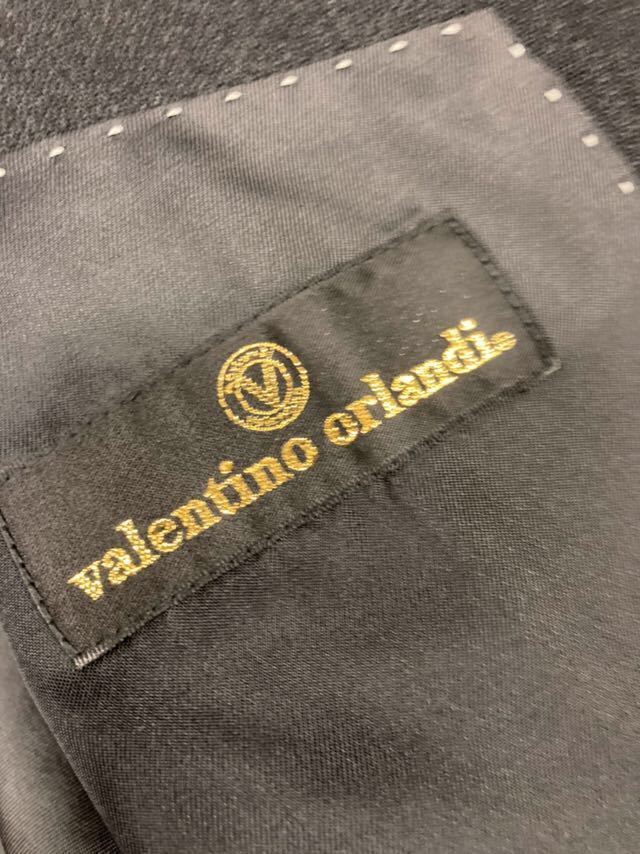 V
valentino orlandi